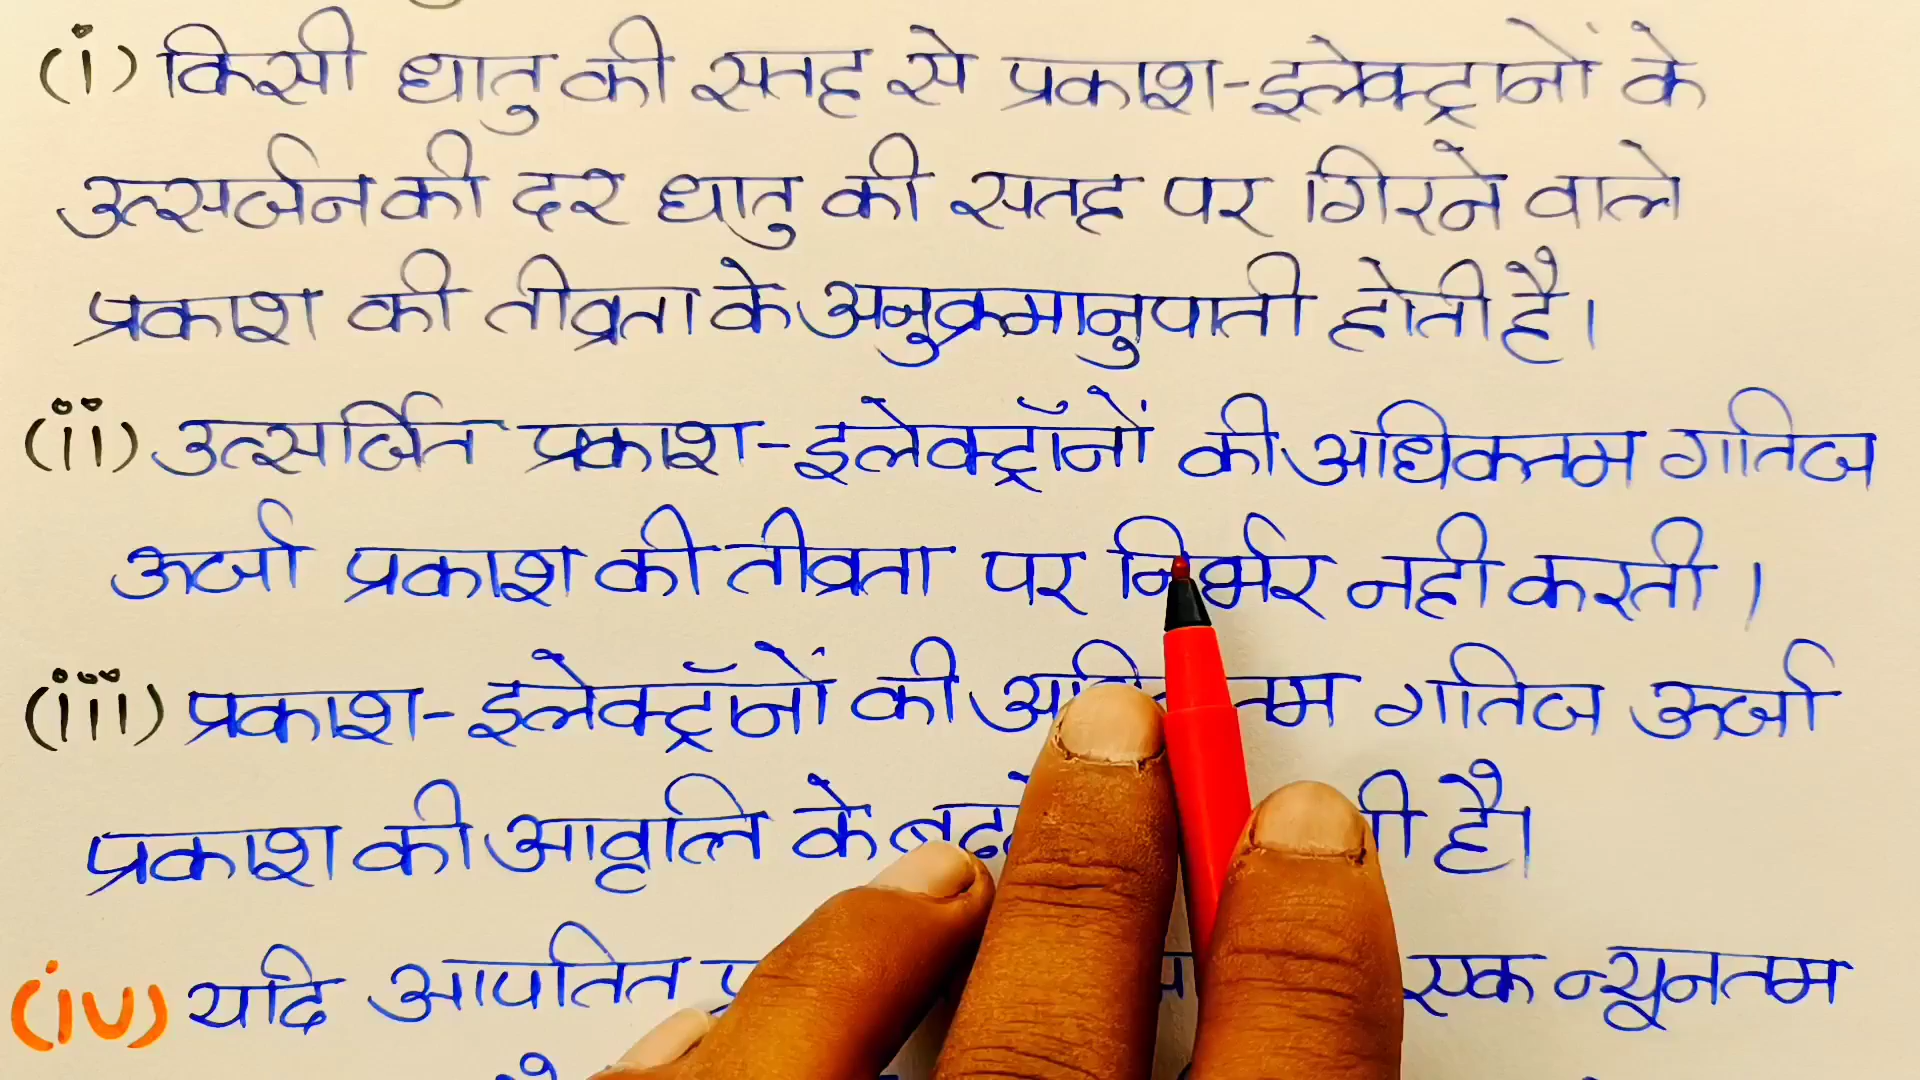 (i) किसी धातु की सतह से प्रकाश-इलेक्ट्रानों के
उत्सर्जन की दर धातु की सतह पर गिरने वाले
प्रकाश की तीव्रता के अनुक्रमानुपाती होती है।
(ii) उत्सर्जित प्रकाश-इलेक्ट्रॉनों की अधिकतम गतिज
ऊर्जा प्रकाश की तीव्रता पर निर्भर नही करती ।
(iii) प्रकाश-इलेक्ट्रॉनों की गतिज ऊर्जा
प्रकाश की आवृत्ति के है।
(iv) यदि आपतित एक न्यूनतम